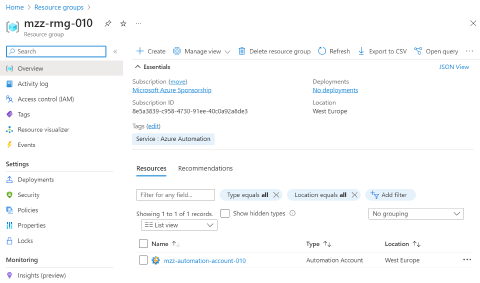 Home > Resource groups >
mzz-rmg-010
Resource group
Search
+ Create Manage view Delete resource group Refresh Export to CSV Open query
Overview
Activity log
Access control (IAM)
Tags
Resource visualizer
Events
Settings
Deployments
Security
Policies
Properties
Locks
Monitoring
Insights (preview)
Essentials JSON View
Subscription (move) Deployments
Microsoft Azure Sponsorship No deployments
Subscription ID Location
8e5a3839-c958-4730-91ee-40c0a92a8de3 West Europe
Tags (edit)
Service : Azure Automation
Resources Recommendations
Filter for any field... Type equals all Location equals all Add filter
Showing 1 to 1 of 1 records. Show hidden types No grouping
List view
Name Type Location
mzz-automation-account-010 Automation Account West Europe